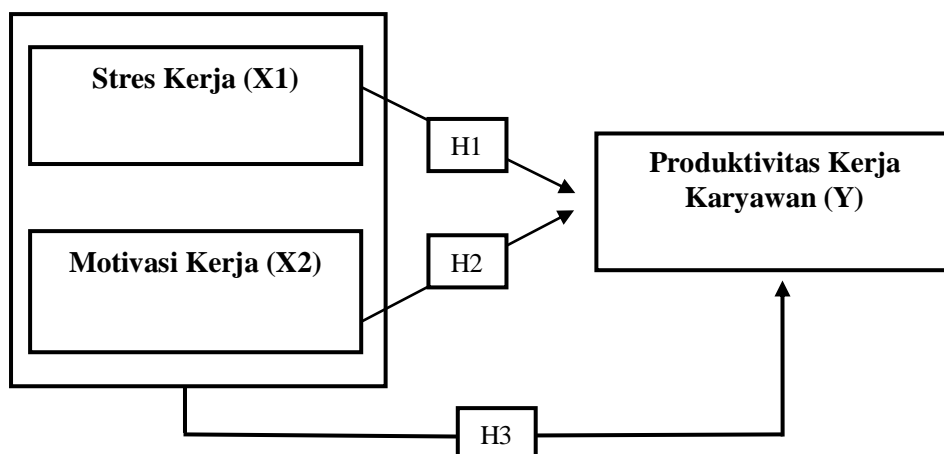 Stres Kerja (X1)
H1
Produktivitas Kerja
Karyawan (Y)
Motivasi Kerja (X2)
H2
H3